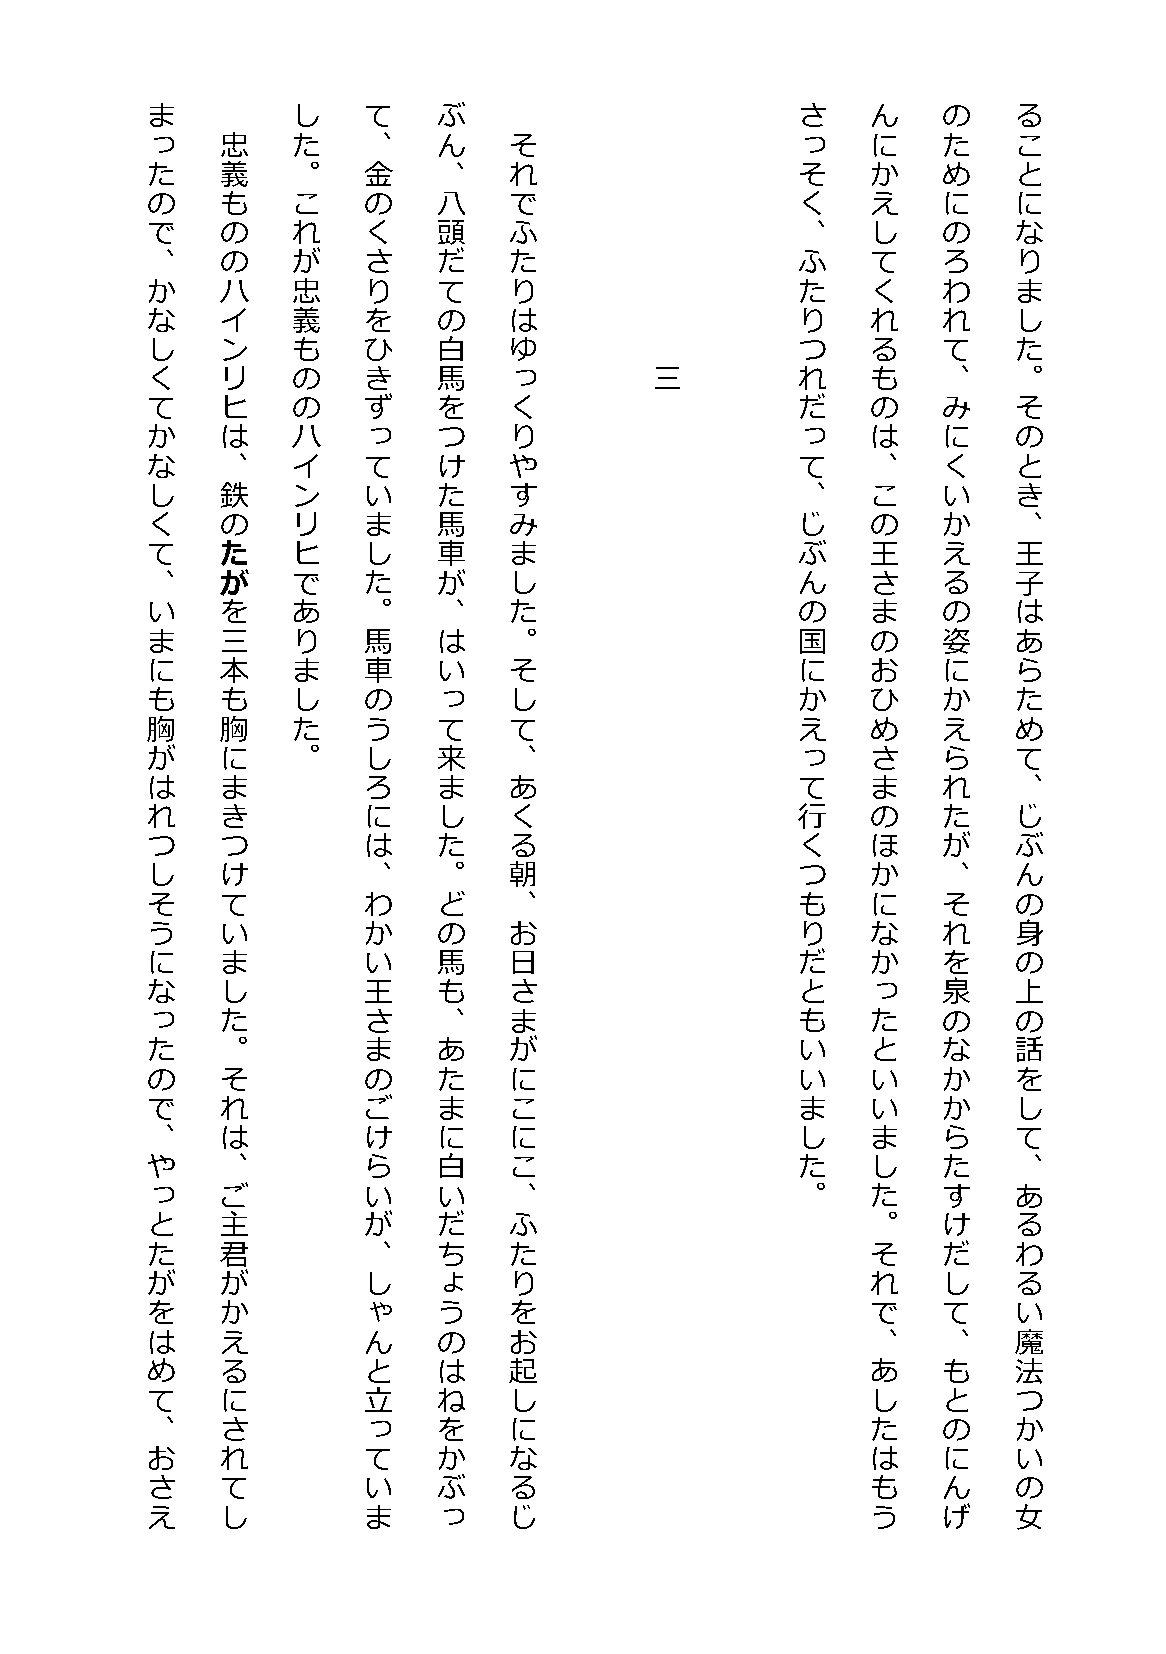 ることになりました。そのとき、王子はあらためて、じぶんの身の上の話をして、あるわるい魔法つかいの女
のためにのろわれて、みにくいかえるの姿にかえられたが、それを泉のなかからたすけだして、もとのにんげ
んにかえしてくれるものは、この王さまのおひめさまのほかになかったといいました。それで、あしたはもう
さっそく、ふたりつれだって、じぶんの国にかえって行くつもりだともいいました。
三
それでふたりはゆっくりやすみました。そして、あくる朝、お日さまがにこにこ、ふたりをお起しになるじ
ぶん、八頭だての白馬をつけた馬車が、はいって来ました。どの馬も、あたまに白いだちょうのはねをかぶっ
て、金のくさりをひきずっていました。馬車のうしろには、わかい王さまのごけらいが、しゃんと立っていま
した。これが忠義もののハインリヒでありました。
忠義もののハインリヒは、鉄のたがを三本も胸にまきつけていました。それは、ご主君がかえるにされてし
まったので、かなしくてかなしくて、いまにも胸がはれつしそうになったので、やっとたがをはめて、おさえ